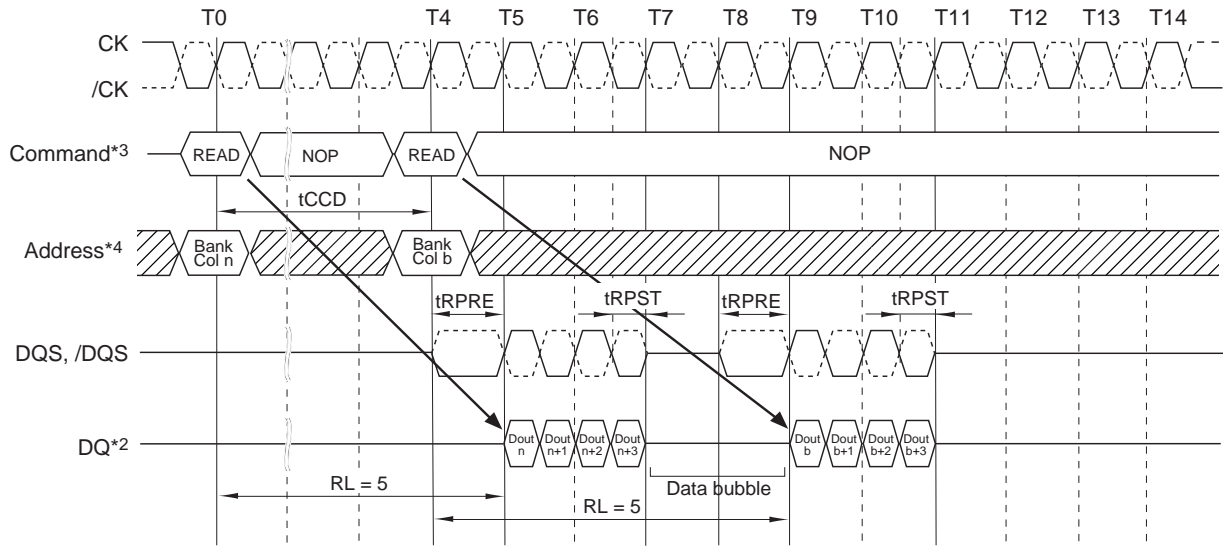 T0 T4 T5 T6 T7 T8 T9 T10 T11 T12 T13 T14
CK
/CK
Command*3 READ NOP READ NOP
tCCD
Address*4 Bank Col n Bank Col b
tRPRE tRPST tRPRE tRPST
DQS, /DQS
DQ*2 Dout n Dout n+1 Dout n+2 Dout n+3 Dout b Dout b+1 Dout b+2 Dout b+3
RL = 5 Data bubble
RL = 5